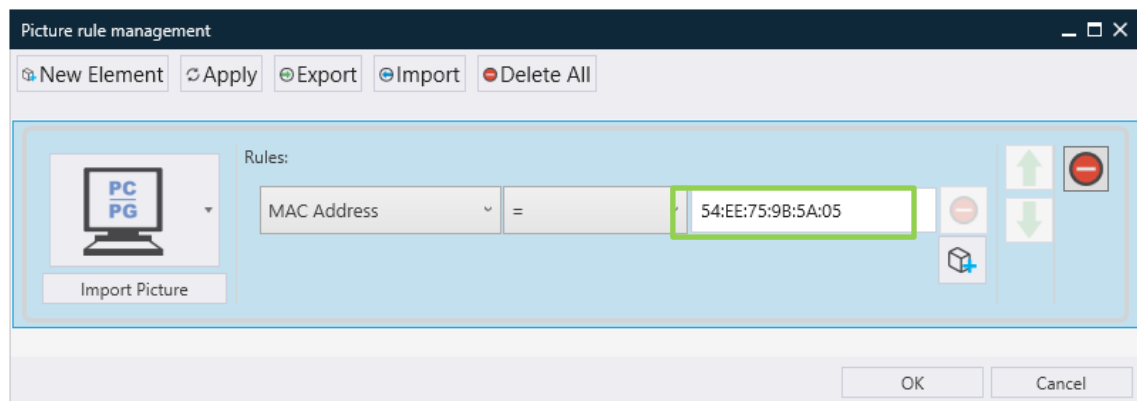 Picture rule management
New Element Apply Export Import Delete All
Rules:
PC
PG
MAC Address = 54:EE:75:9B:5A:05
Import Picture
OK Cancel